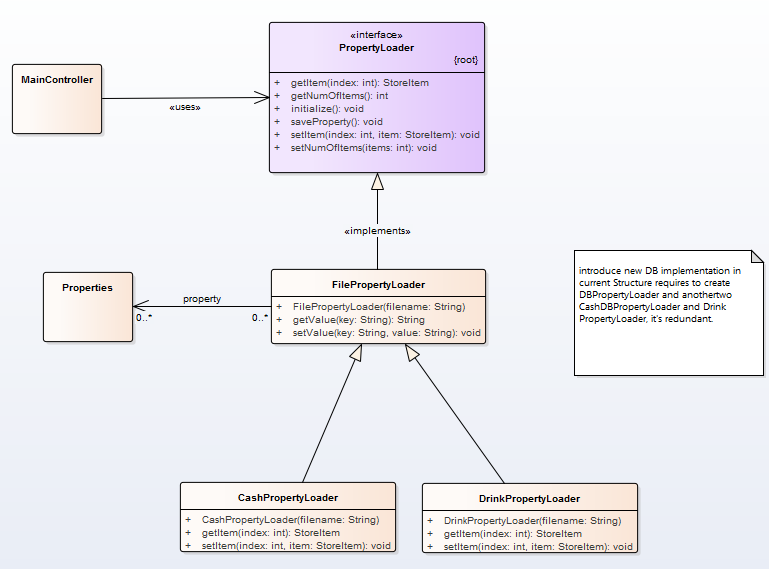 «interface»
PropertyLoader
{root}
+ getItem(index: int): StoreItem
+ getNumOfItems(): int
+ initialize(): void
+ saveProperty(): void
+ setItem(index: int, item: StoreItem): void
+ setNumOfItems(items: int): void
MainController
«uses»
«implements»
FilePropertyLoader
+ FilePropertyLoader(filename: String)
+ getValue(key: String): String
+ setValue(key: String, value: String): void
Properties
property
0..*
0..*
introduce new DB implementation in
current Structure requires to create
DBPropertyLoader and anothertwo
CashDBPropertyLoader and Drink
PropertyLoader, it's redundant.
CashPropertyLoader
+ CashPropertyLoader(filename: String)
+ getItem(index: int): StoreItem
+ setItem(index: int, item: StoreItem): void
DrinkPropertyLoader
+ DrinkPropertyLoader(filename: String)
+ getItem(index: int): StoreItem
+ setItem(index: int, item: StoreItem): void